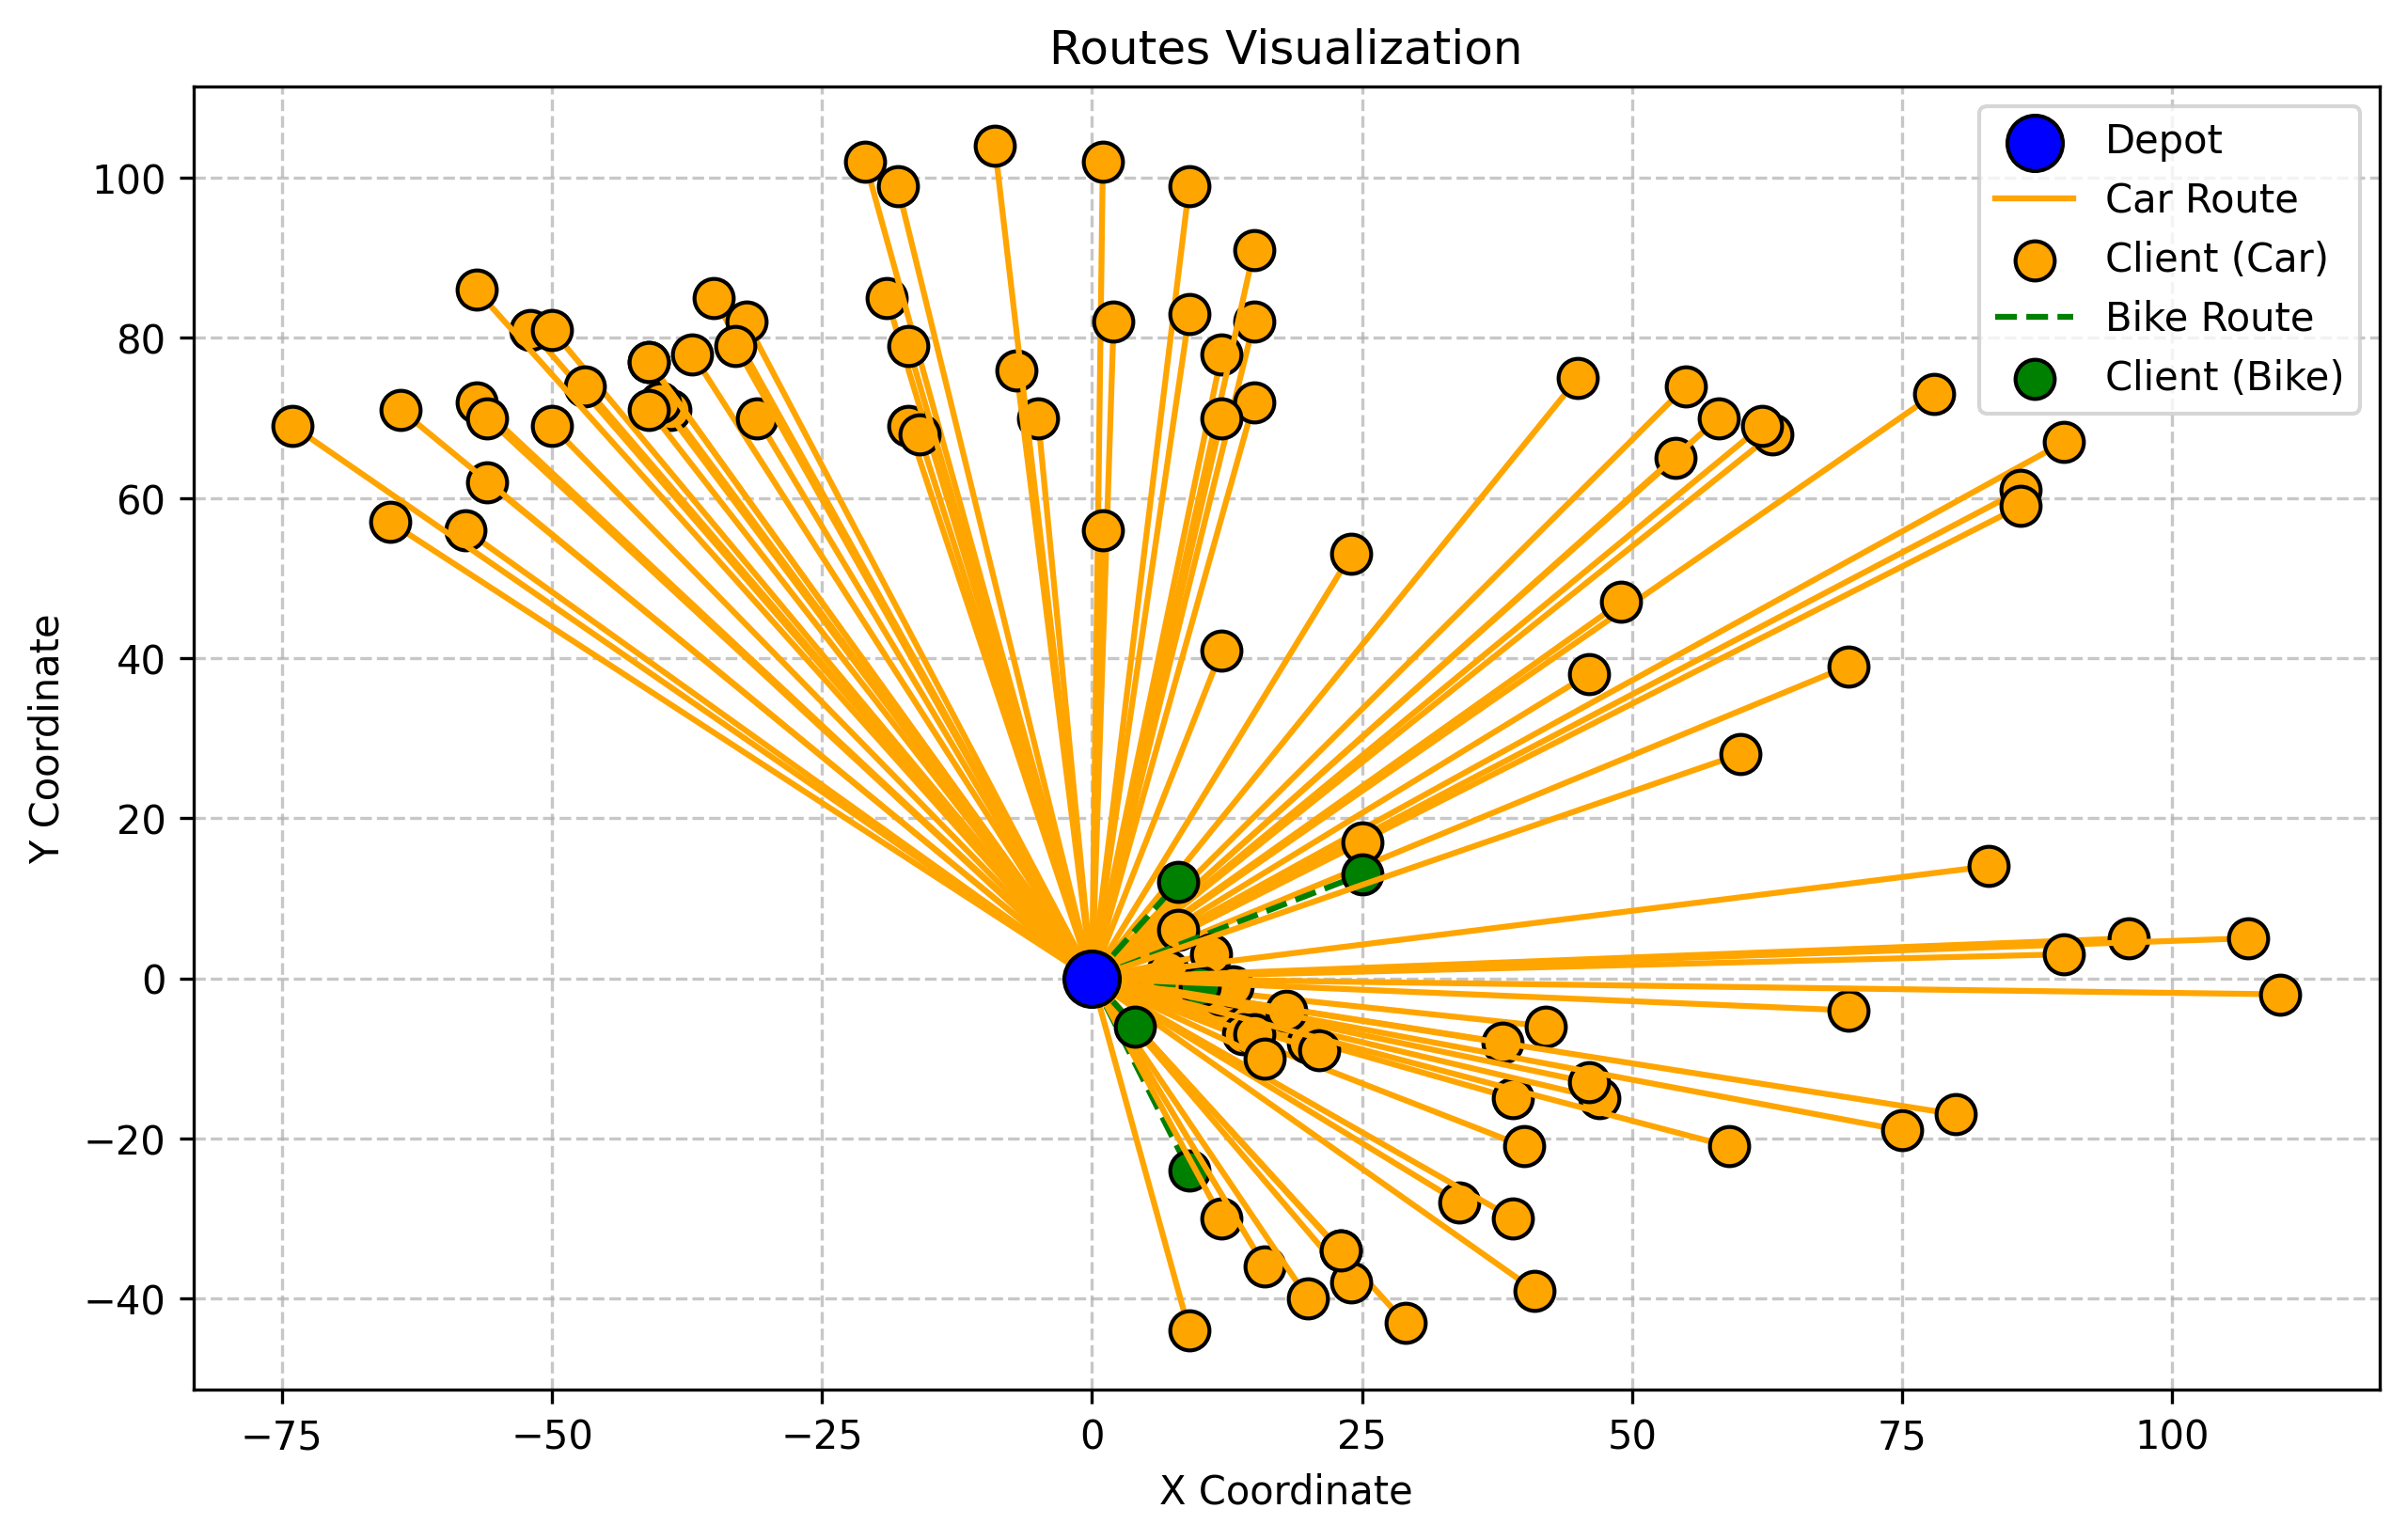 Routes Visualization
Depot
Car Route
Client (Car)
Bike Route
Client (Bike)
100
80
60
40
20
0
−20
−40
Y Coordinate
−75
−50
−25
0
25
50
75
100
X Coordinate